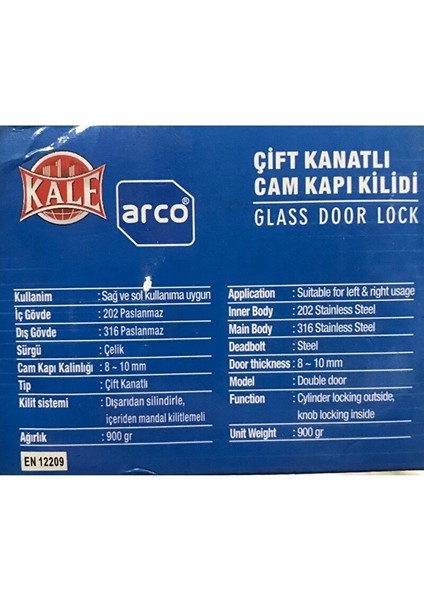 KALE
arco®
ÇİFT KANATLI
CAM KAPI KİLİDİ
GLASS DOOR LOCK
Kullanim : Sağ ve sol kullanıma uygun
İç Gövde : 202 Paslanmaz
Dış Gövde : 316 Paslanmaz
Sürgü : Çelik
Cam Kapı Kalinlığı : 8 ~ 10 mm
Tip : Çift Kanatlı
Kilit sistemi : Dışarıdan silindirle,
içeriden mandal kilitlemeli
Ağırlık : 900 gr
EN 12209
Application : Suitable for left & right usage
Inner Body : 202 Stainless Steel
Main Body : 316 Stainless Steel
Deadbolt : Steel
Door thickness : 8 ~ 10 mm
Model : Double door
Function : Cylinder locking outside,
knob locking inside
Unit Weight : 900 gr